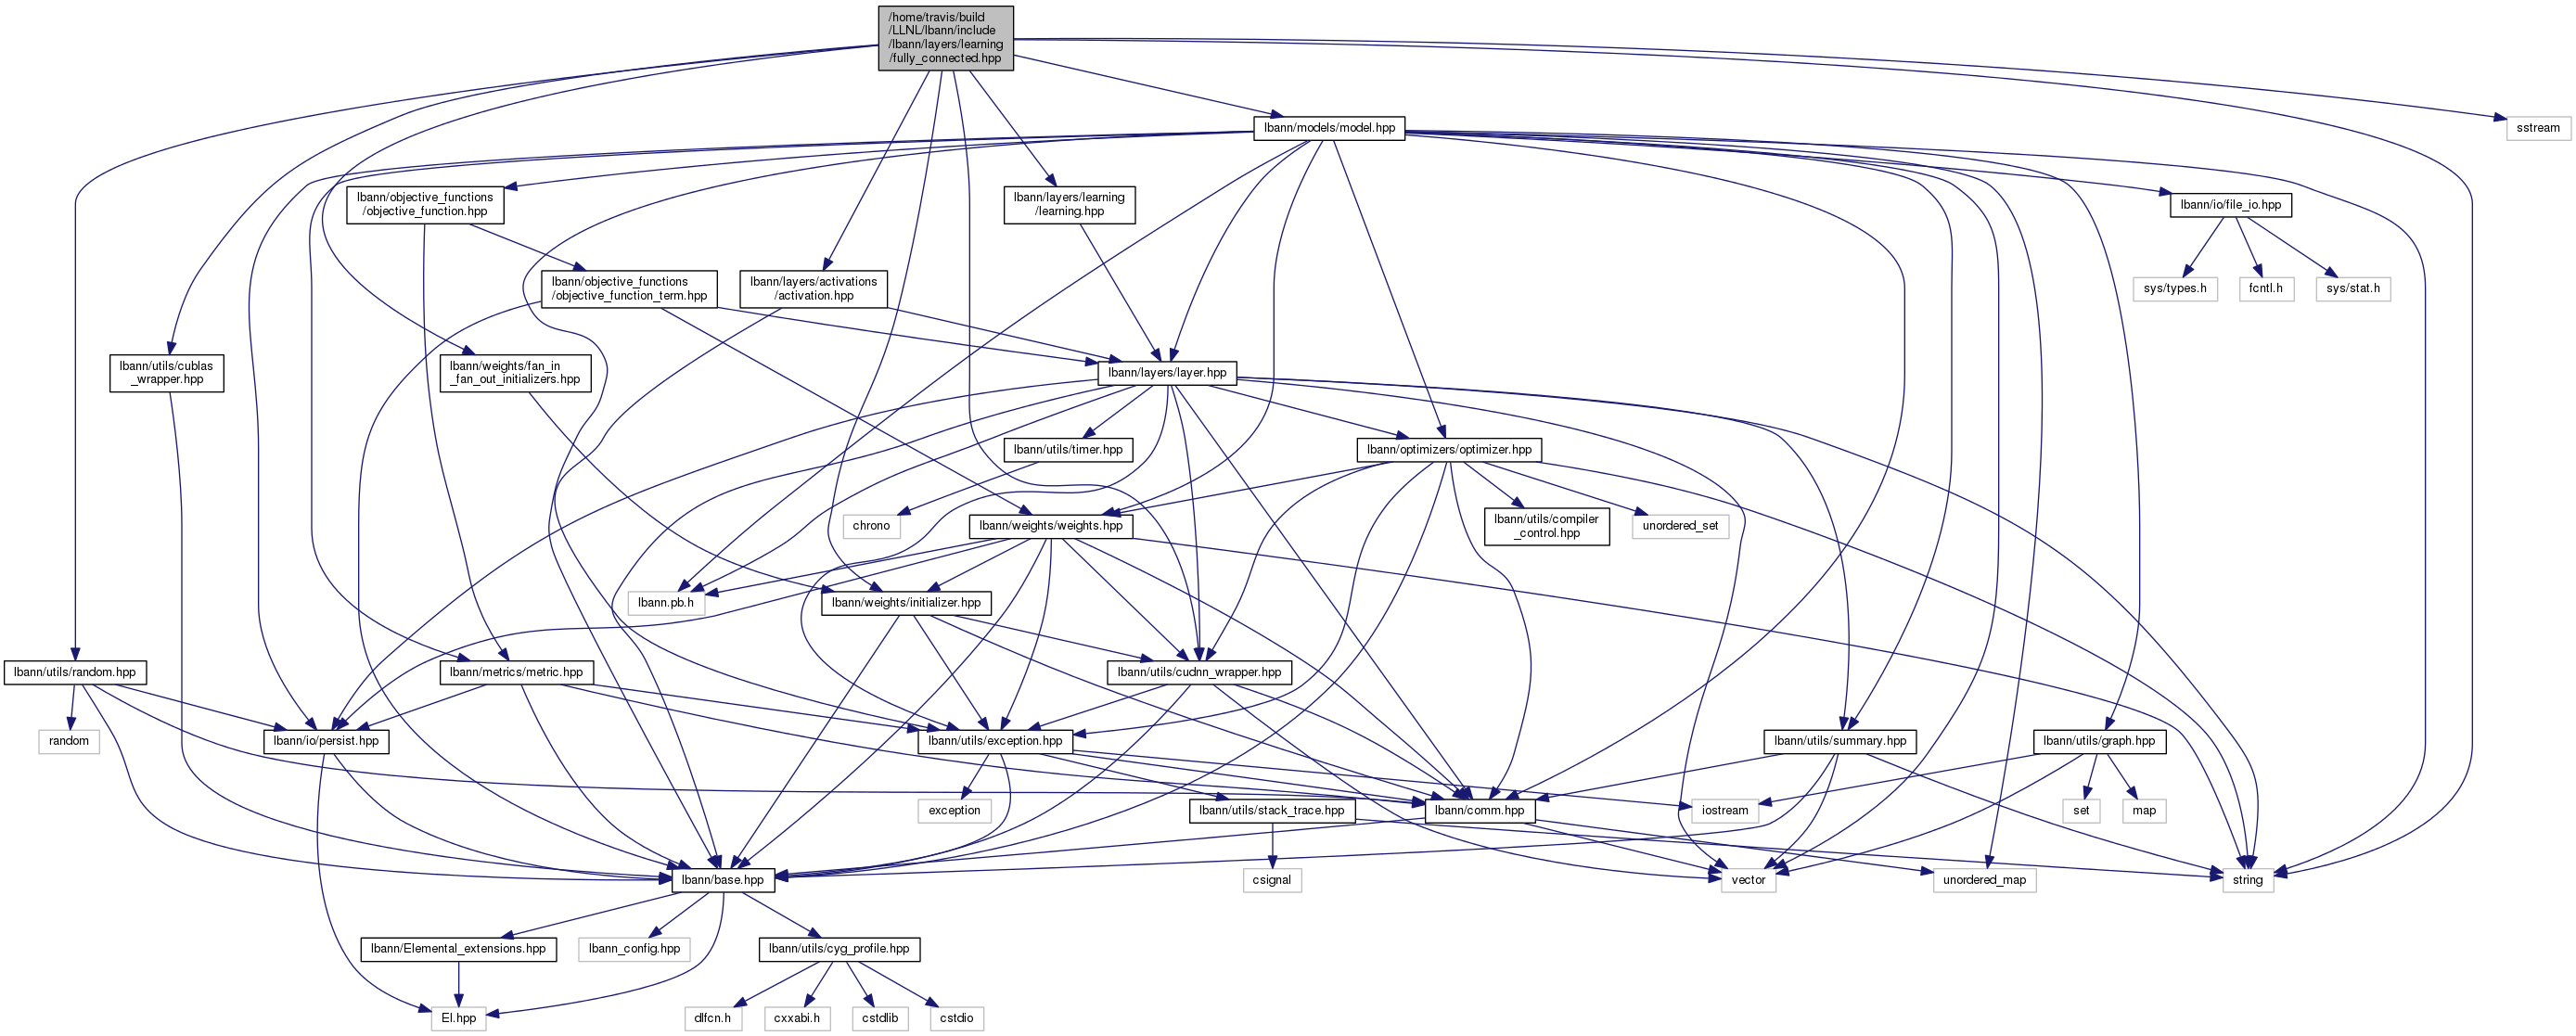 /home/travis/build
/LLNL/lbann/include
/lbann/layers/learning
/fully_connected.hpp
lbann/models/model.hpp
sstream
lbann/objective_functions
/objective_function.hpp
lbann/layers/learning
/learning.hpp
lbann/io/file_io.hpp
lbann/objective_functions
/objective_function_term.hpp
lbann/layers/activations
/activation.hpp
sys/types.h
fcntl.h
sys/stat.h
lbann/utils/cublas
_wrapper.hpp
lbann/weights/fan_in
_fan_out_initializers.hpp
lbann/layers/layer.hpp
lbann/utils/timer.hpp
lbann/optimizers/optimizer.hpp
chrono
lbann/weights/weights.hpp
lbann/utils/compiler
_control.hpp
unordered_set
lbann.pb.h
lbann/weights/initializer.hpp
lbann/utils/random.hpp
lbann/metrics/metric.hpp
lbann/utils/cudnn_wrapper.hpp
random
lbann/io/persist.hpp
lbann/utils/exception.hpp
lbann/utils/summary.hpp
lbann/utils/graph.hpp
exception
lbann/utils/stack_trace.hpp
lbann/comm.hpp
iostream
set
map
lbann/base.hpp
csignal
vector
unordered_map
string
lbann/Elemental_extensions.hpp
lbann_config.hpp
lbann/utils/cyg_profile.hpp
El.hpp
dlfcn.h
cxxabi.h
cstdlib
cstdio